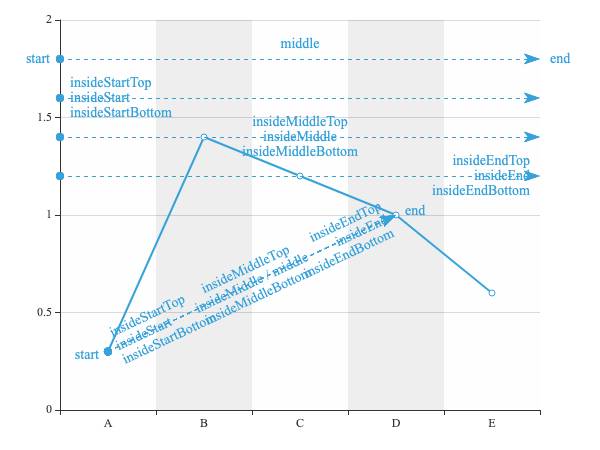 2
middle
start
end
insideStartTop
insideStart
insideStartBottom
1.5
insideMiddleTop
insideMiddle
insideMiddleBottom
insideEndTop
insideEnd
insideEndBottom
1
end
insideEndTop
insideEnd
insideEndBottom
insideMiddleTop
insideMiddle / middle
insideMiddleBottom
0.5
insideStartTop
insideStart
insideStartBottom
start
0
A
B
C
D
E